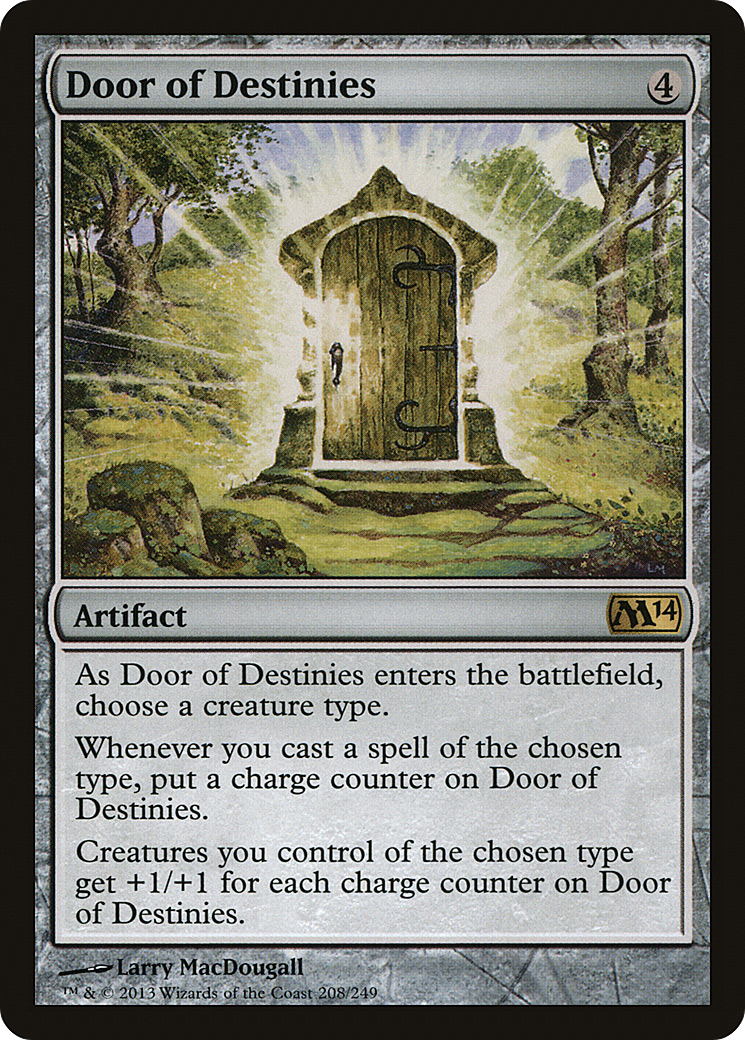 Door of Destinies 4
LM
Artifact M14
As Door of Destinies enters the battlefield,
choose a creature type.
Whenever you cast a spell of the chosen
type, put a charge counter on Door of
Destinies.
Creatures you control of the chosen type
get +1/+1 for each charge counter on Door
of Destinies.
Larry MacDougall
™ & © 2013 Wizards of the Coast 208/249